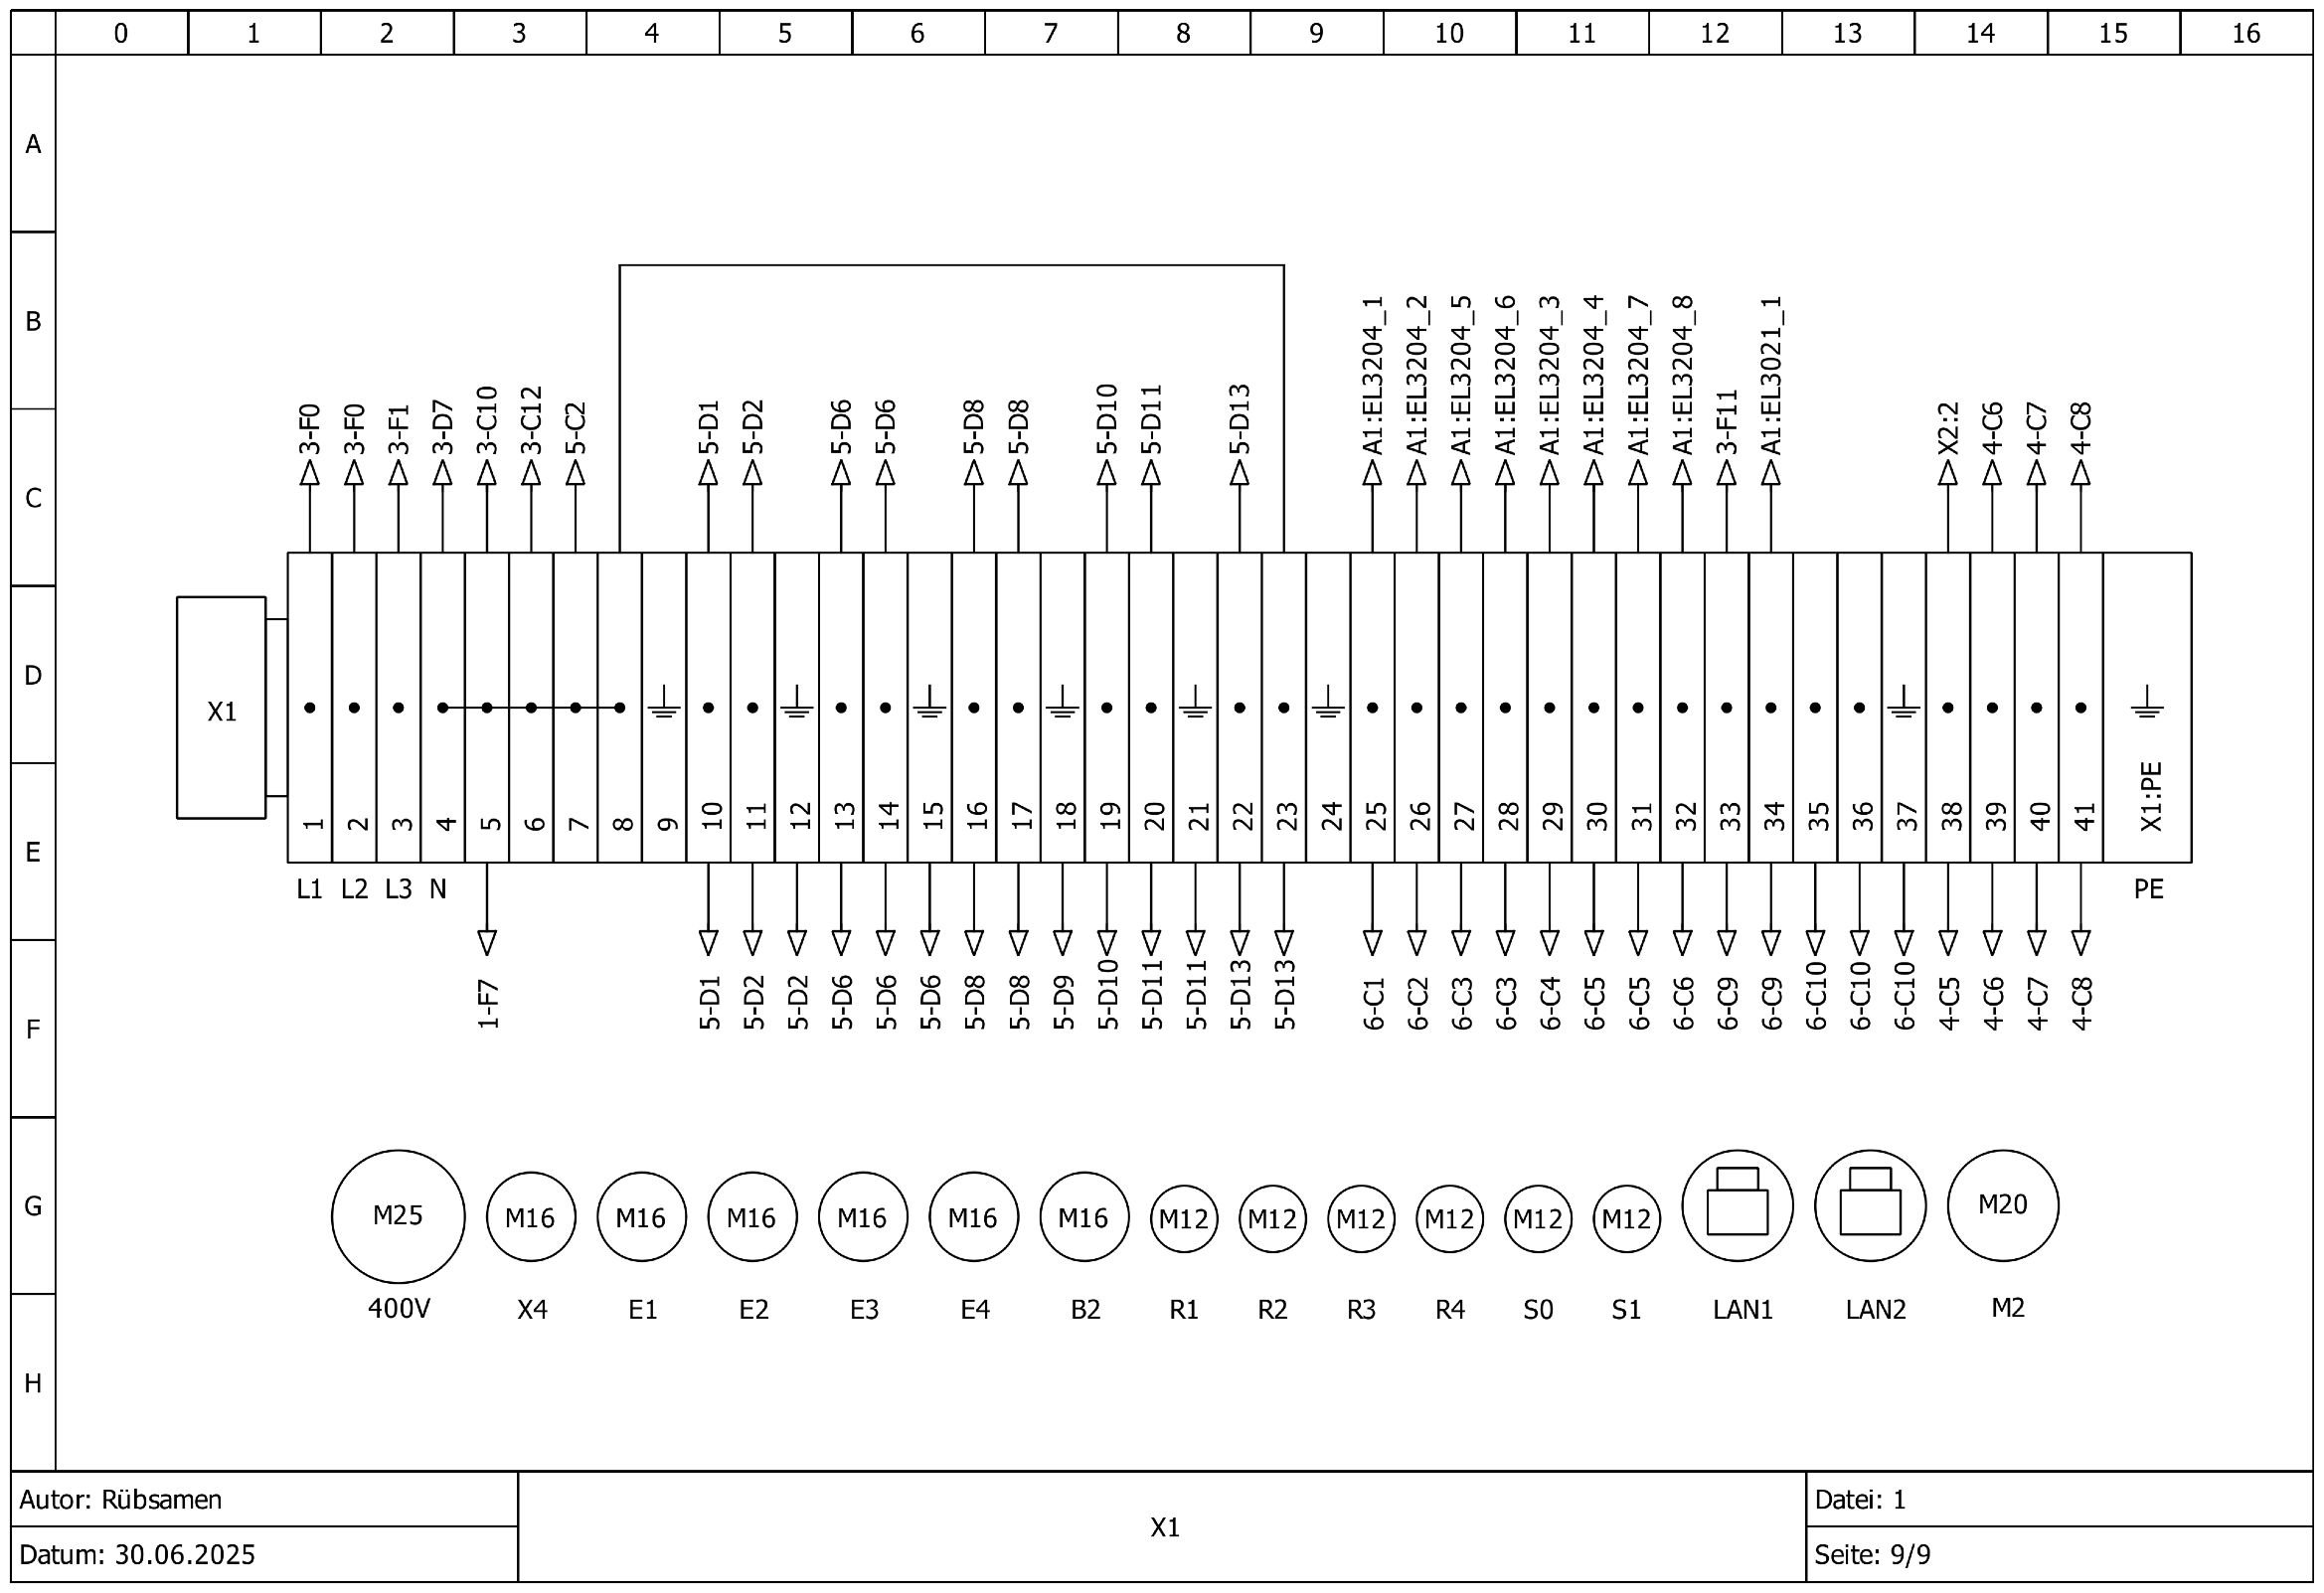 0 1 2 3 4 5 6 7 8 9 10 11 12 13 14 15 16
A
B
C
D
E
F
G
H
3-F0 3-F0 3-F1 3-D7 3-C10 3-C12 5-C2 5-D1 5-D2 5-D6 5-D6 5-D8 5-D8 5-D10 5-D11 5-D13 A1:EL3204_1 A1:EL3204_2 A1:EL3204_5 A1:EL3204_6 A1:EL3204_3 A1:EL3204_4 A1:EL3204_7 A1:EL3204_8 3-F11 A1:EL3021_1 X2:2 4-C6 4-C7 4-C8
X1
1 2 3 4 5 6 7 8 9 10 11 12 13 14 15 16 17 18 19 20 21 22 23 24 25 26 27 28 29 30 31 32 33 34 35 36 37 38 39 40 41 X1:PE
L1 L2 L3 N PE
1-F7 5-D1 5-D2 5-D2 5-D6 5-D6 5-D6 5-D8 5-D8 5-D9 5-D10 5-D11 5-D11 5-D13 5-D13 6-C1 6-C2 6-C3 6-C3 6-C4 6-C5 6-C5 6-C6 6-C9 6-C9 6-C10 6-C10 6-C10 4-C5 4-C6 4-C7 4-C8
M25 M16 M16 M16 M16 M16 M16 M12 M12 M12 M12 M12 M12 M20
400V X4 E1 E2 E3 E4 B2 R1 R2 R3 R4 S0 S1 LAN1 LAN2 M2
Autor: Rübsamen
Datum: 30.06.2025
X1
Datei: 1
Seite: 9/9